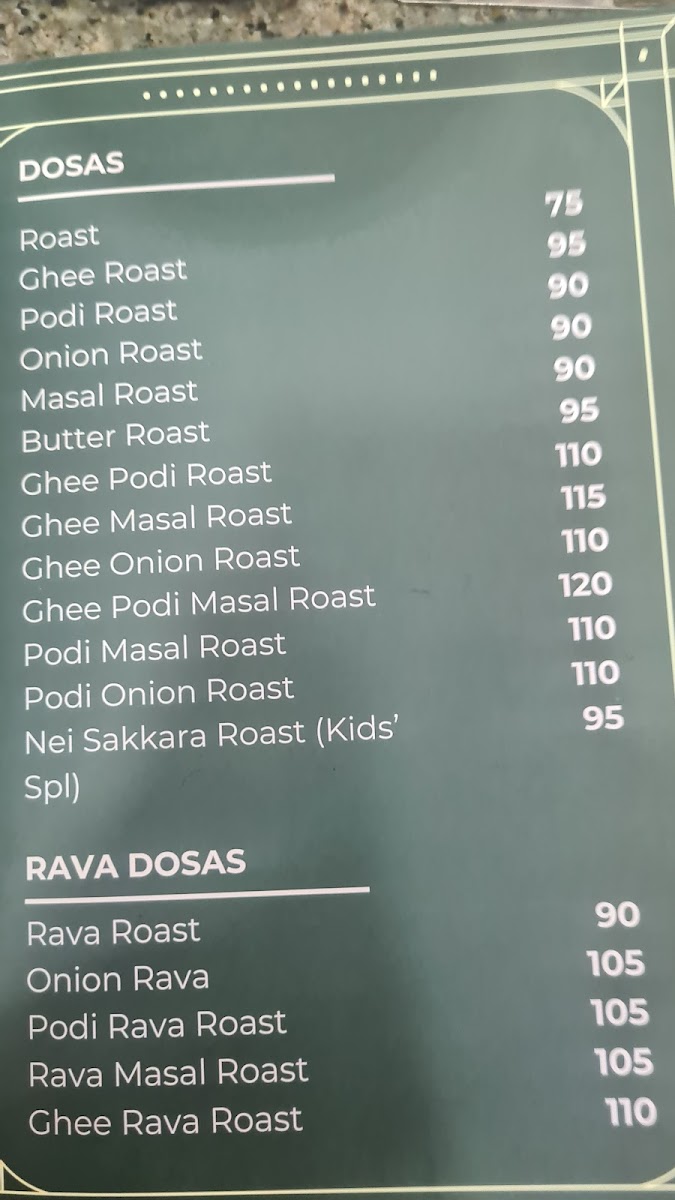 DOSAS
Roast 75
Ghee Roast 95
Podi Roast 90
Onion Roast 90
Masal Roast 90
Butter Roast 95
Ghee Podi Roast 110
Ghee Masal Roast 115
Ghee Onion Roast 110
Ghee Podi Masal Roast 120
Podi Masal Roast 110
Podi Onion Roast 110
Nei Sakkara Roast (Kids’ 95
Spl)
RAVA DOSAS
Rava Roast 90
Onion Rava 105
Podi Rava Roast 105
Rava Masal Roast 105
Ghee Rava Roast 110